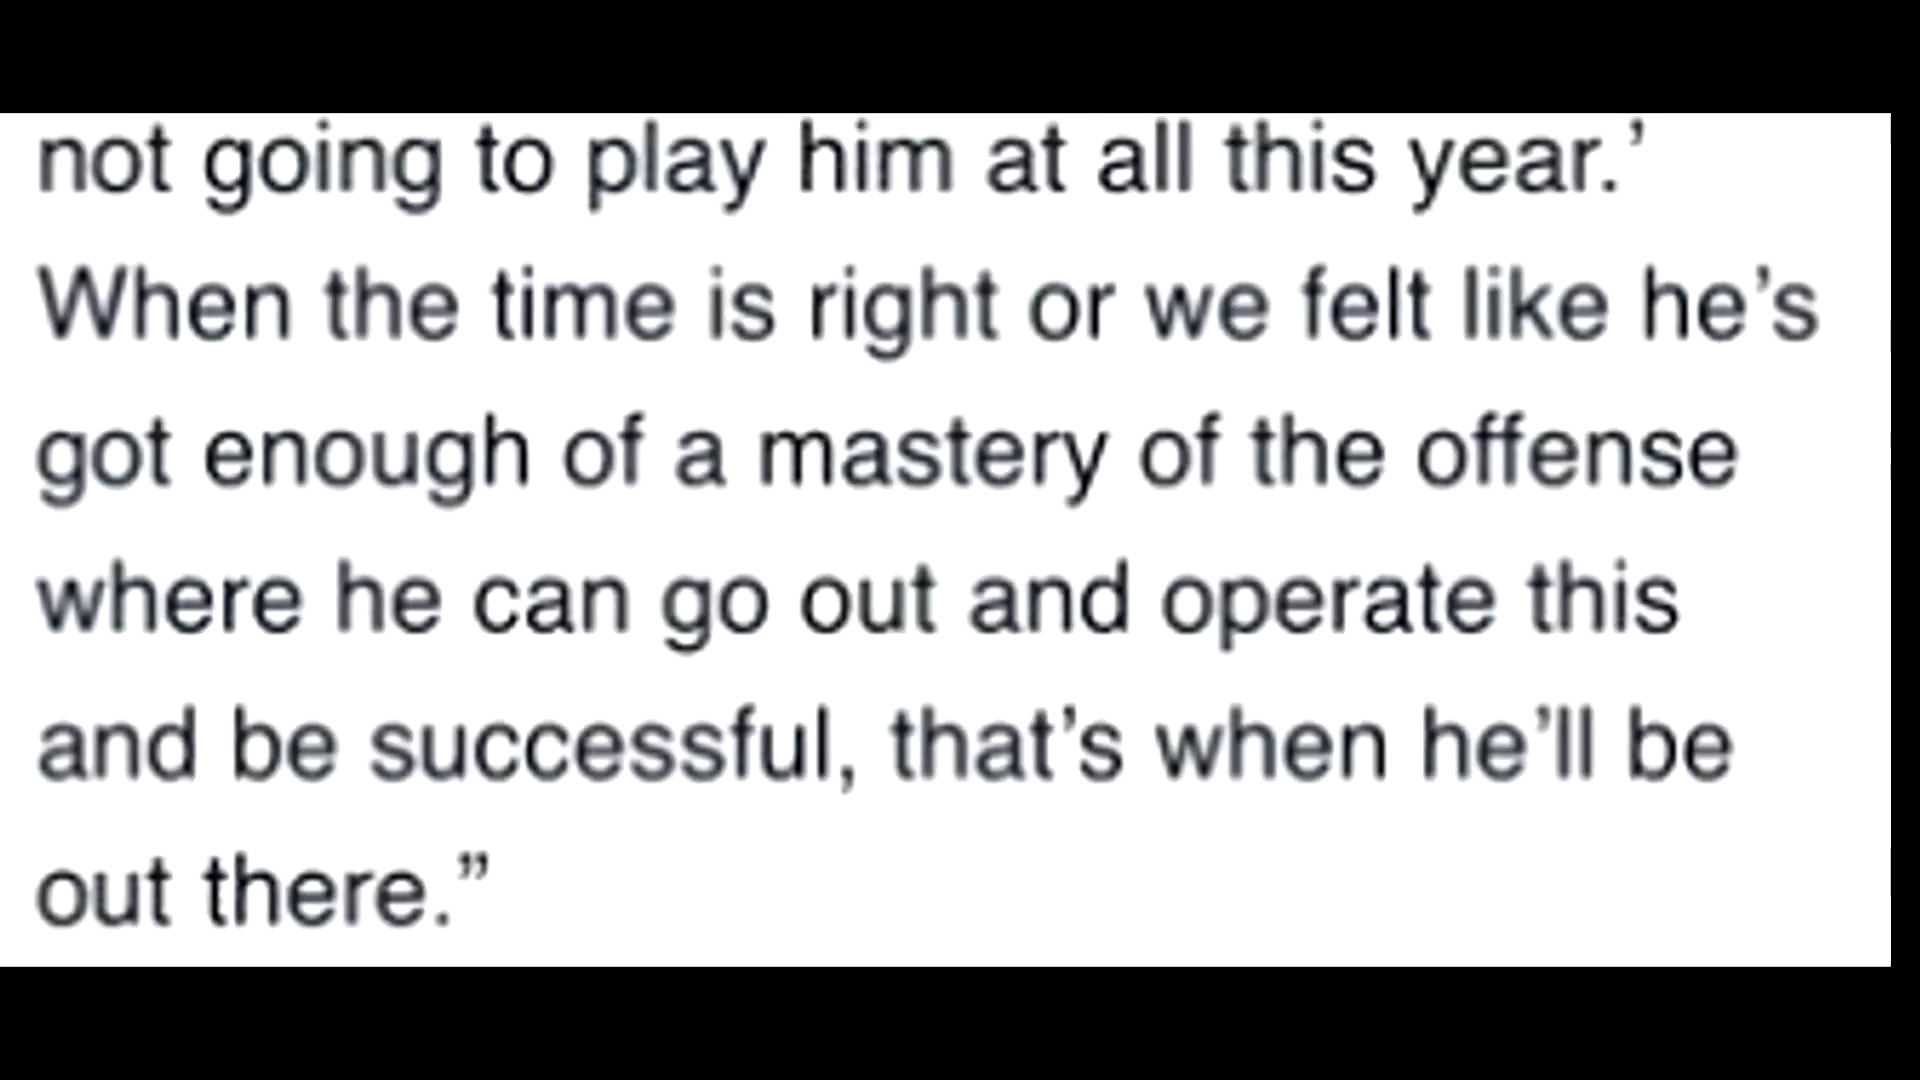 not going to play him at all this year.’
When the time is right or we felt like he’s
got enough of a mastery of the offense
where he can go out and operate this
and be successful, that’s when he’ll be
out there.”